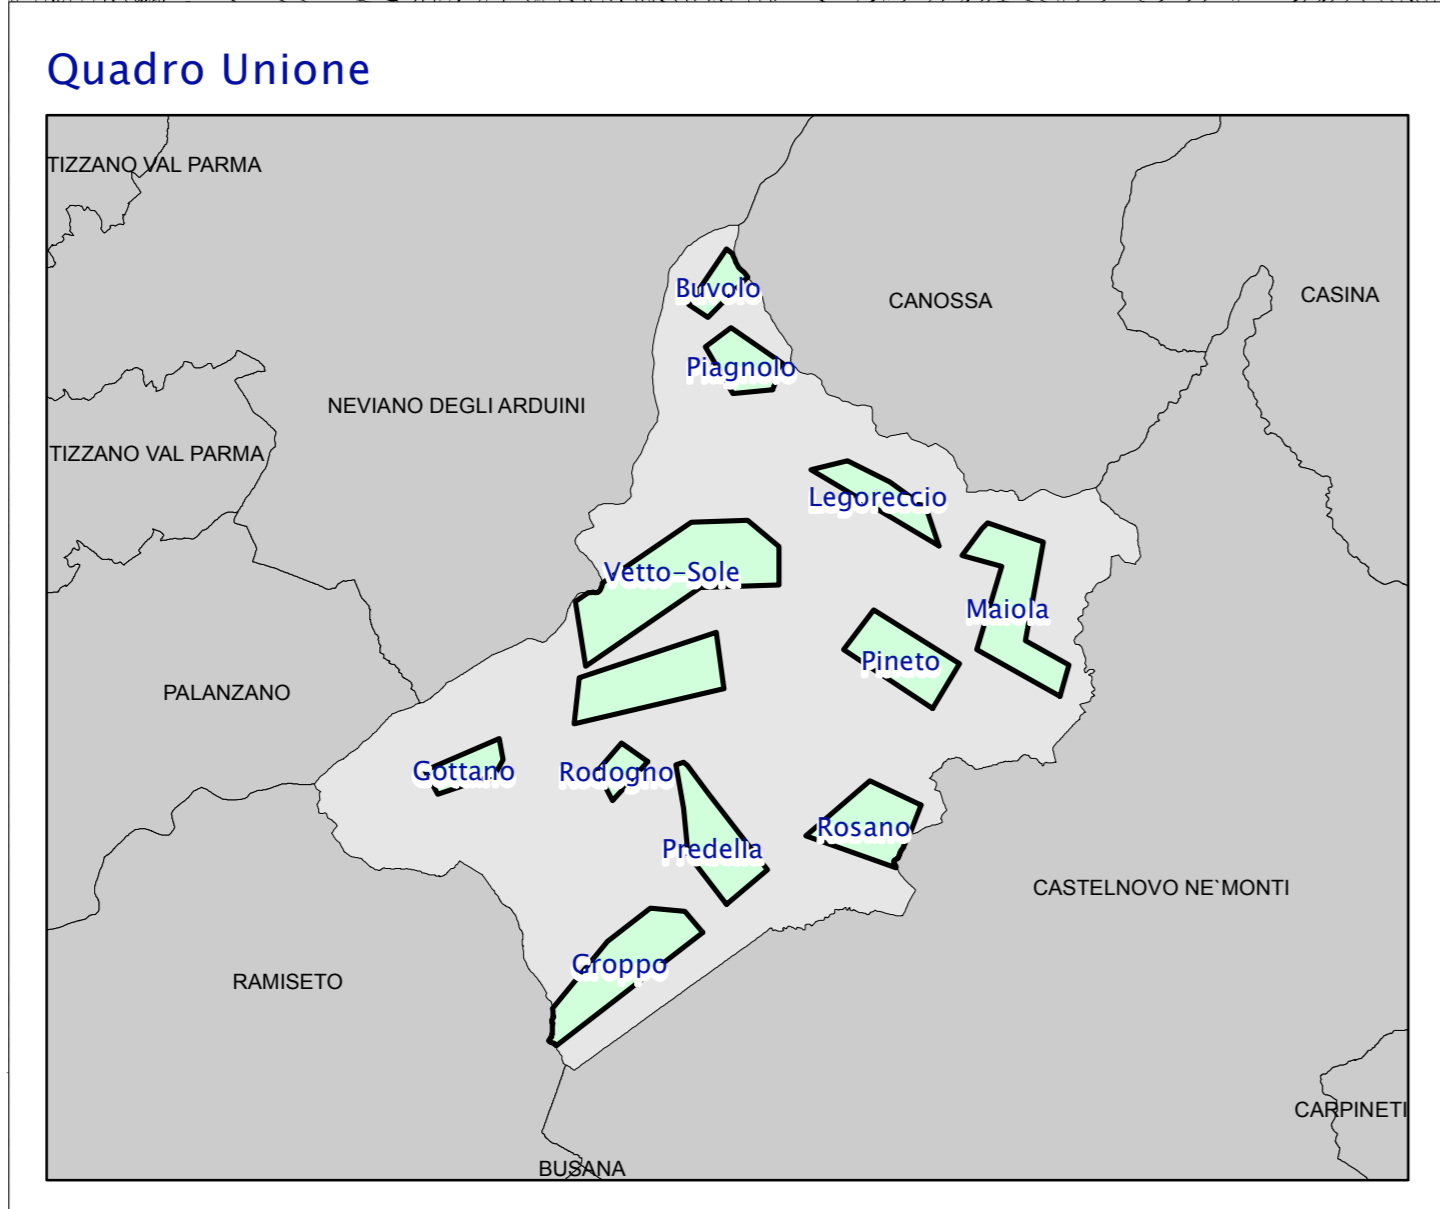 Quadro Unione
TIZZANO VAL PARMA
Buvolo
CASINA
CANOSSA
Piagnolo
NEVIANO DEGLI ARDUINI
TIZZANO VAL PARMA
Legoreccio
Vetto-Sole
Maiola
Pineto
PALANZANO
Gottano
Rodogno
Rosano
Predella
CASTELNOVO NE`MONTI
Groppo
RAMISETO
CARPINETI
BUSANA